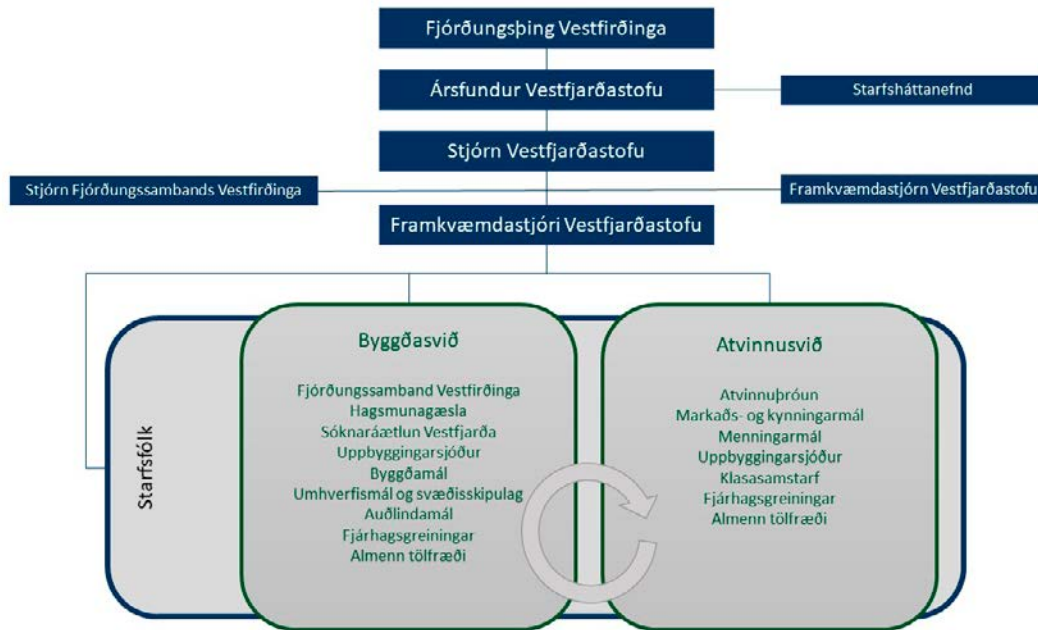 Fjórðungsþing Vestfirðinga
Ársfundur Vestfjarðastofu
Starfsháttanefnd
Stjórn Vestfjarðastofu
Stjórn Fjórðungssambands Vestfirðinga
Framkvæmdastjórn Vestfjarðastofu
Framkvæmdastjóri Vestfjarðastofu
Starfsfólk
Byggðasvið
Fjórðungssamband Vestfirðinga
Hagsmunagæsla
Sóknaráætlun Vestfjarða
Uppbyggingarsjóður
Byggðamál
Umhverfismál og svæðisskipulag
Auðlindamál
Fjárhagsgreiningar
Almenn tölfræði
Atvinnusvið
Atvinnuþróun
Markaðs- og kynningarmál
Menningarmál
Uppbyggingarsjóður
Klasasamstarf
Fjárhagsgreiningar
Almenn tölfræði